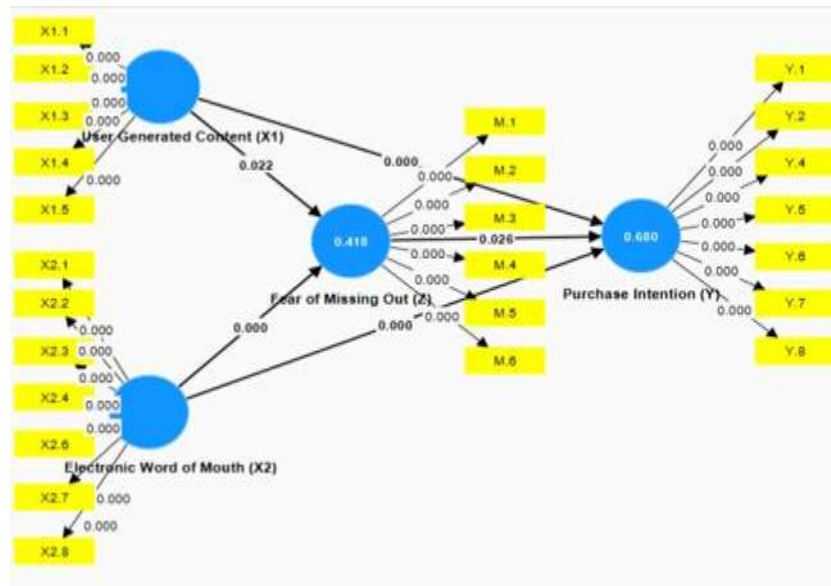 X1.1
0.000
X1.2
0.000
0.000
X1.3
0.000
User Generated Content (X1)
X1.4
0.000
X1.5
0.022
0.000
M.1
0.000
M.2
0.000
M.3
0.000
0.418
0.026
0.000
M.4
0.000
Fear of Missing Out (Z)
M.5
0.000
M.6
0.000
0.000
Y.1
0.000
Y.2
0.000
Y.4
0.000
Y.5
0.000
0.680
0.000
Y.6
0.000
Purchase Intention (Y)
Y.7
0.000
Y.8
X2.1
X2.2
0.000
0.000
X2.3
0.000
X2.4
0.000
0.000
X2.6
Electronic Word of Mouth (X2)
X2.7
0.000
0.000
X2.8